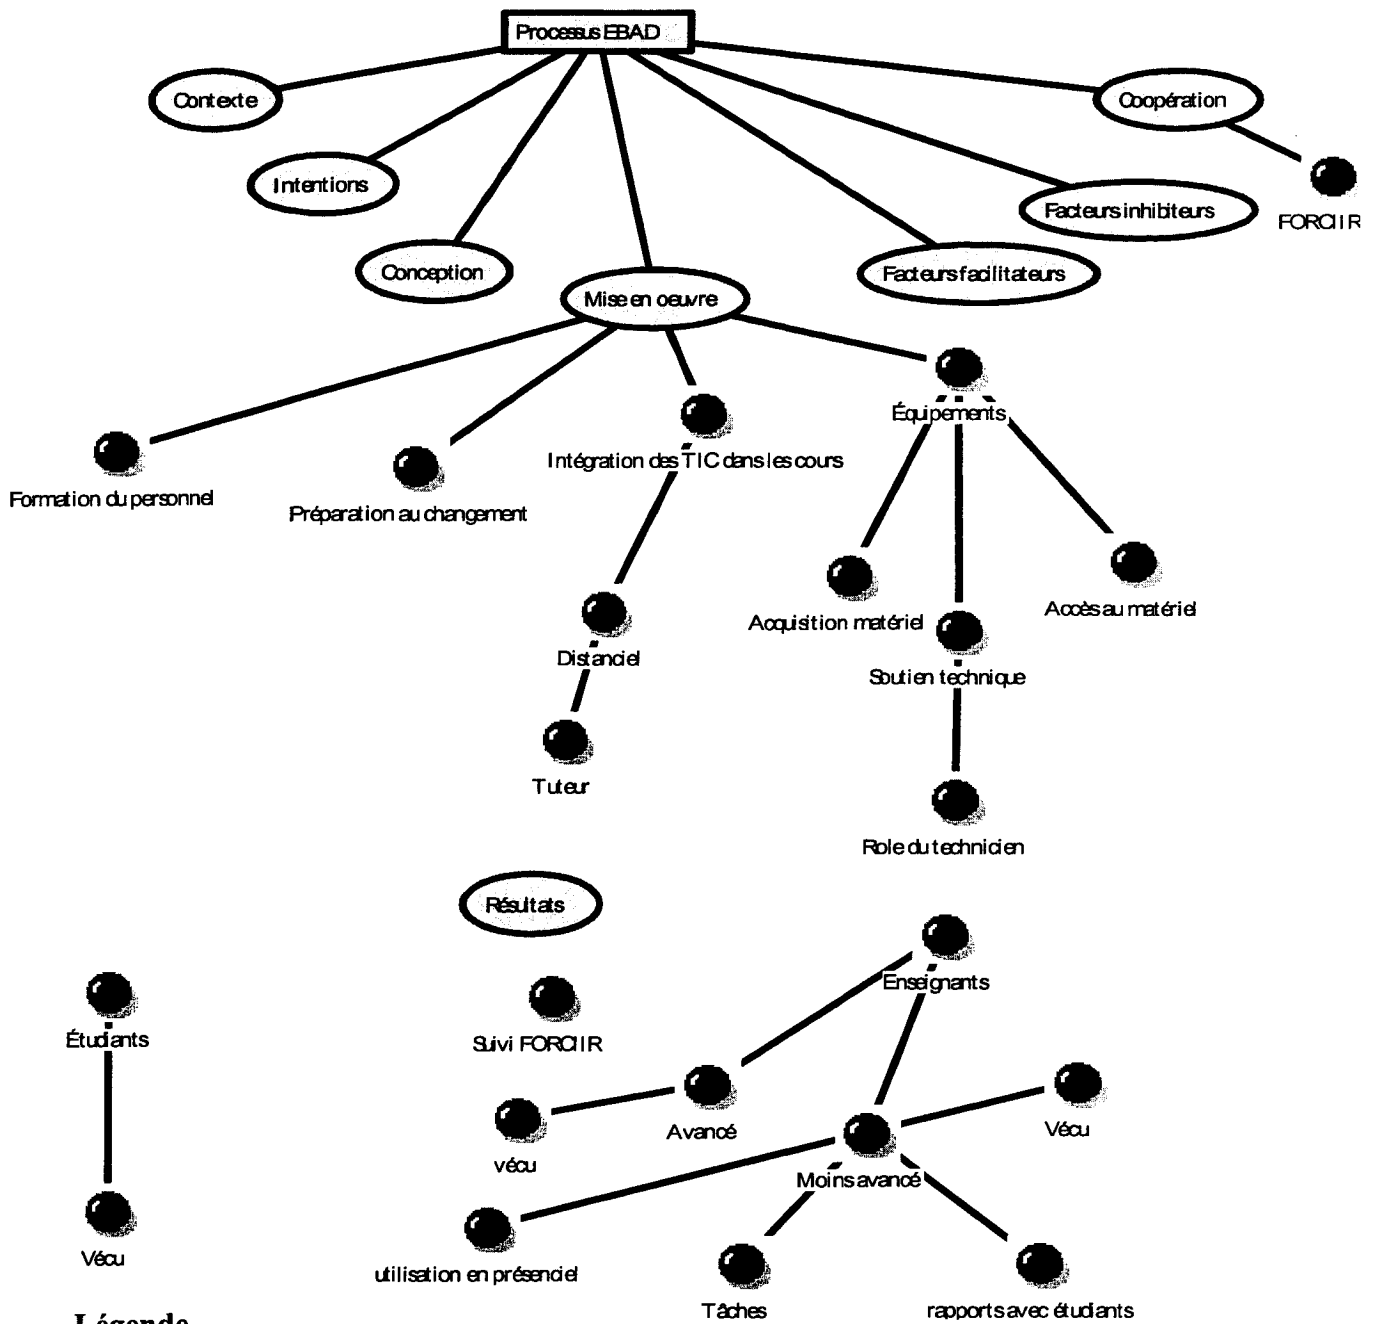 Processus EBAD
Contexte
Coopération
Intentions
Facteurs inhibiteurs
FORCIIR
Conception
Facteurs facilitateurs
Mise en oeuvre
Équipements
Intégration des TIC dans les cours
Formation du personnel
Préparation au changement
Acquisition matériel
Accès au matériel
Distanciel
Soutien technique
Tuteur
Role du technicien
Résultats
Enseignants
Étudiants
Suivi FORCIIR
Avancé
Vécu
vécu
Moins avancé
Vécu
utilisation en présenciel
Tâches
rapports avec étudiants
Légende